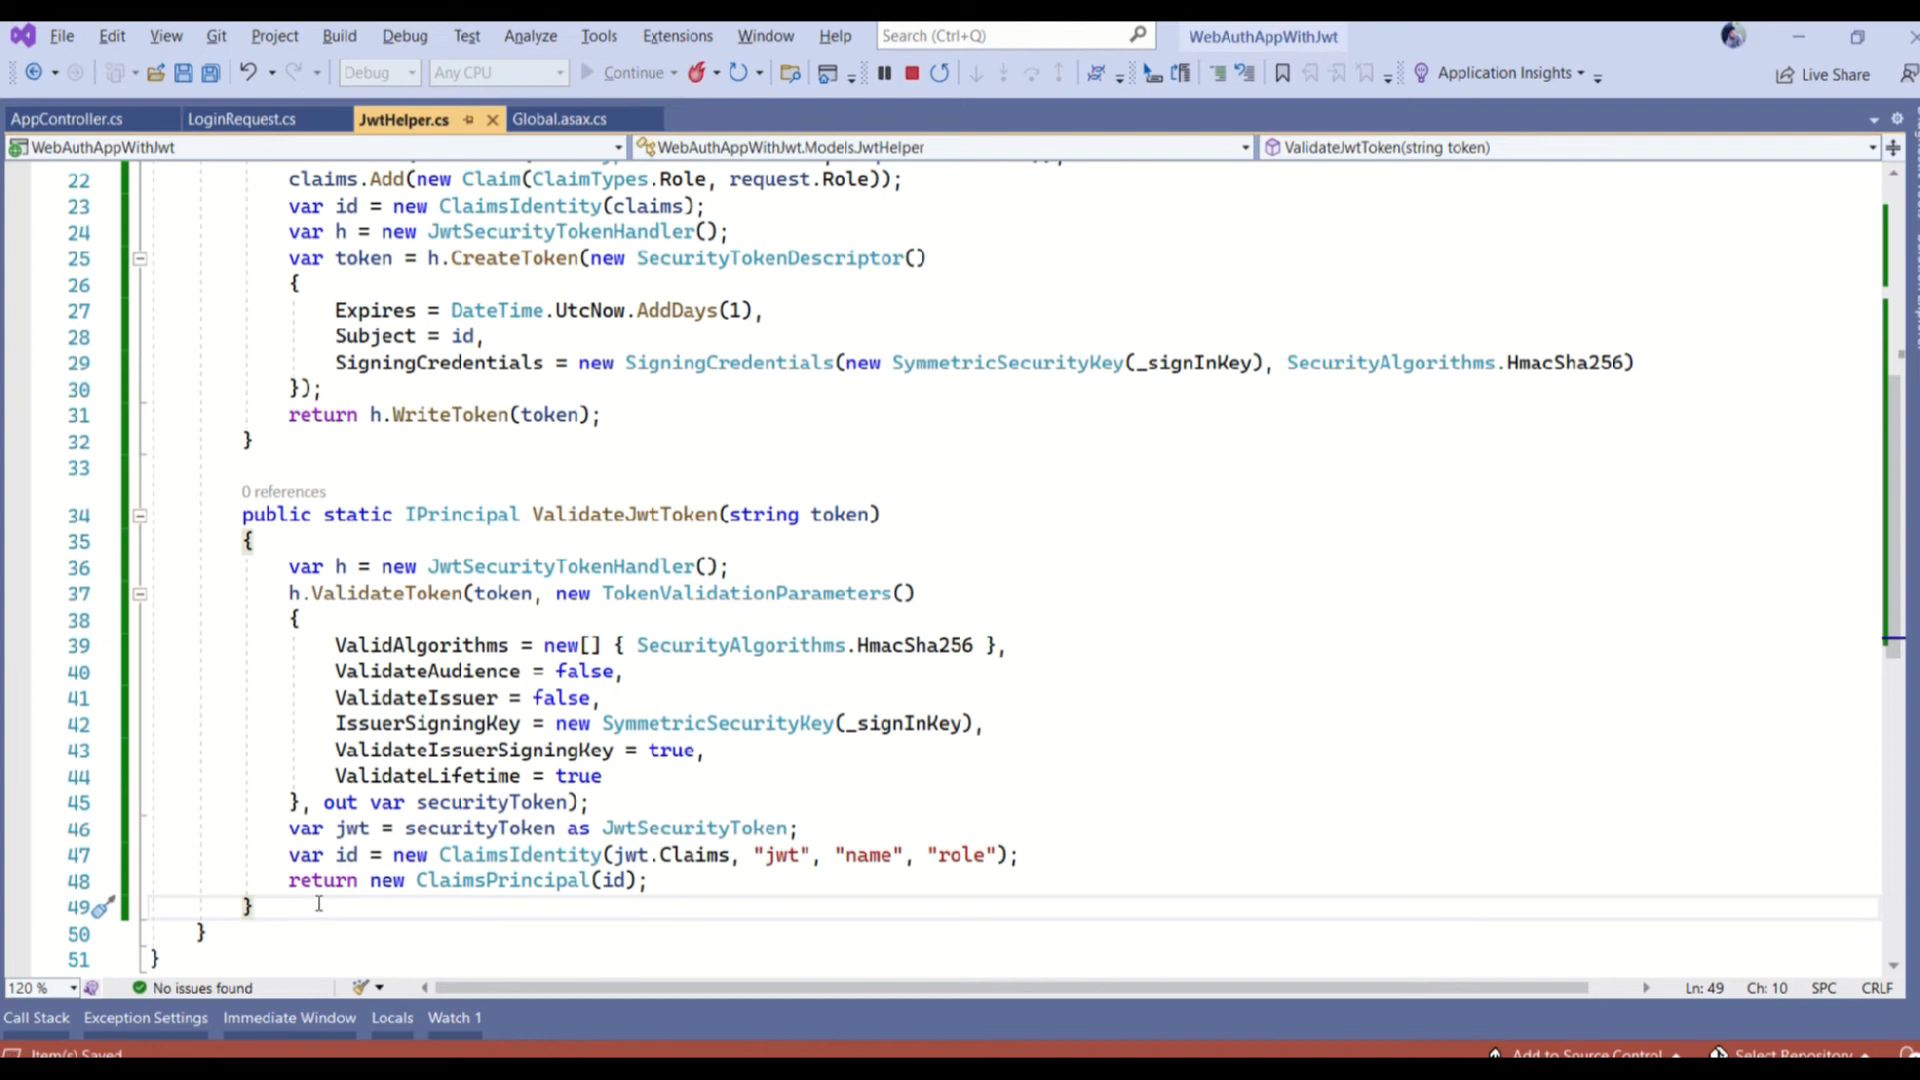 File Edit View Git Project Build Debug Test Analyze Tools Extensions Window Help Search (Ctrl+Q) WebAuthAppWithJwt
Debug Any CPU Continue Application Insights Live Share
AppController.cs LoginRequest.cs JwtHelper.cs Global.asax.cs
WebAuthAppWithJwt WebAuthAppWithJwt.Models.JwtHelper ValidateJwtToken(string token)
22 claims.Add(new Claim(ClaimTypes.Role, request.Role));
23 var id = new ClaimsIdentity(claims);
24 var h = new JwtSecurityTokenHandler();
25 var token = h.CreateToken(new SecurityTokenDescriptor()
26 {
27 Expires = DateTime.UtcNow.AddDays(1),
28 Subject = id,
29 SigningCredentials = new SigningCredentials(new SymmetricSecurityKey(_signInKey), SecurityAlgorithms.HmacSha256)
30 });
31 return h.WriteToken(token);
32 }
33
0 references
34 public static IPrincipal ValidateJwtToken(string token)
35 {
36 var h = new JwtSecurityTokenHandler();
37 h.ValidateToken(token, new TokenValidationParameters()
38 {
39 ValidAlgorithms = new[] { SecurityAlgorithms.HmacSha256 },
40 ValidateAudience = false,
41 ValidateIssuer = false,
42 IssuerSigningKey = new SymmetricSecurityKey(_signInKey),
43 ValidateIssuerSigningKey = true,
44 ValidateLifetime = true
45 }, out var securityToken);
46 var jwt = securityToken as JwtSecurityToken;
47 var id = new ClaimsIdentity(jwt.Claims, "jwt", "name", "role");
48 return new ClaimsPrincipal(id);
49 }
50 }
51 }
120 % No issues found Ln: 49 Ch: 10 SPC CRLF
Call Stack Exception Settings Immediate Window Locals Watch 1
Item(s) Saved Add to Source Control Select Repository